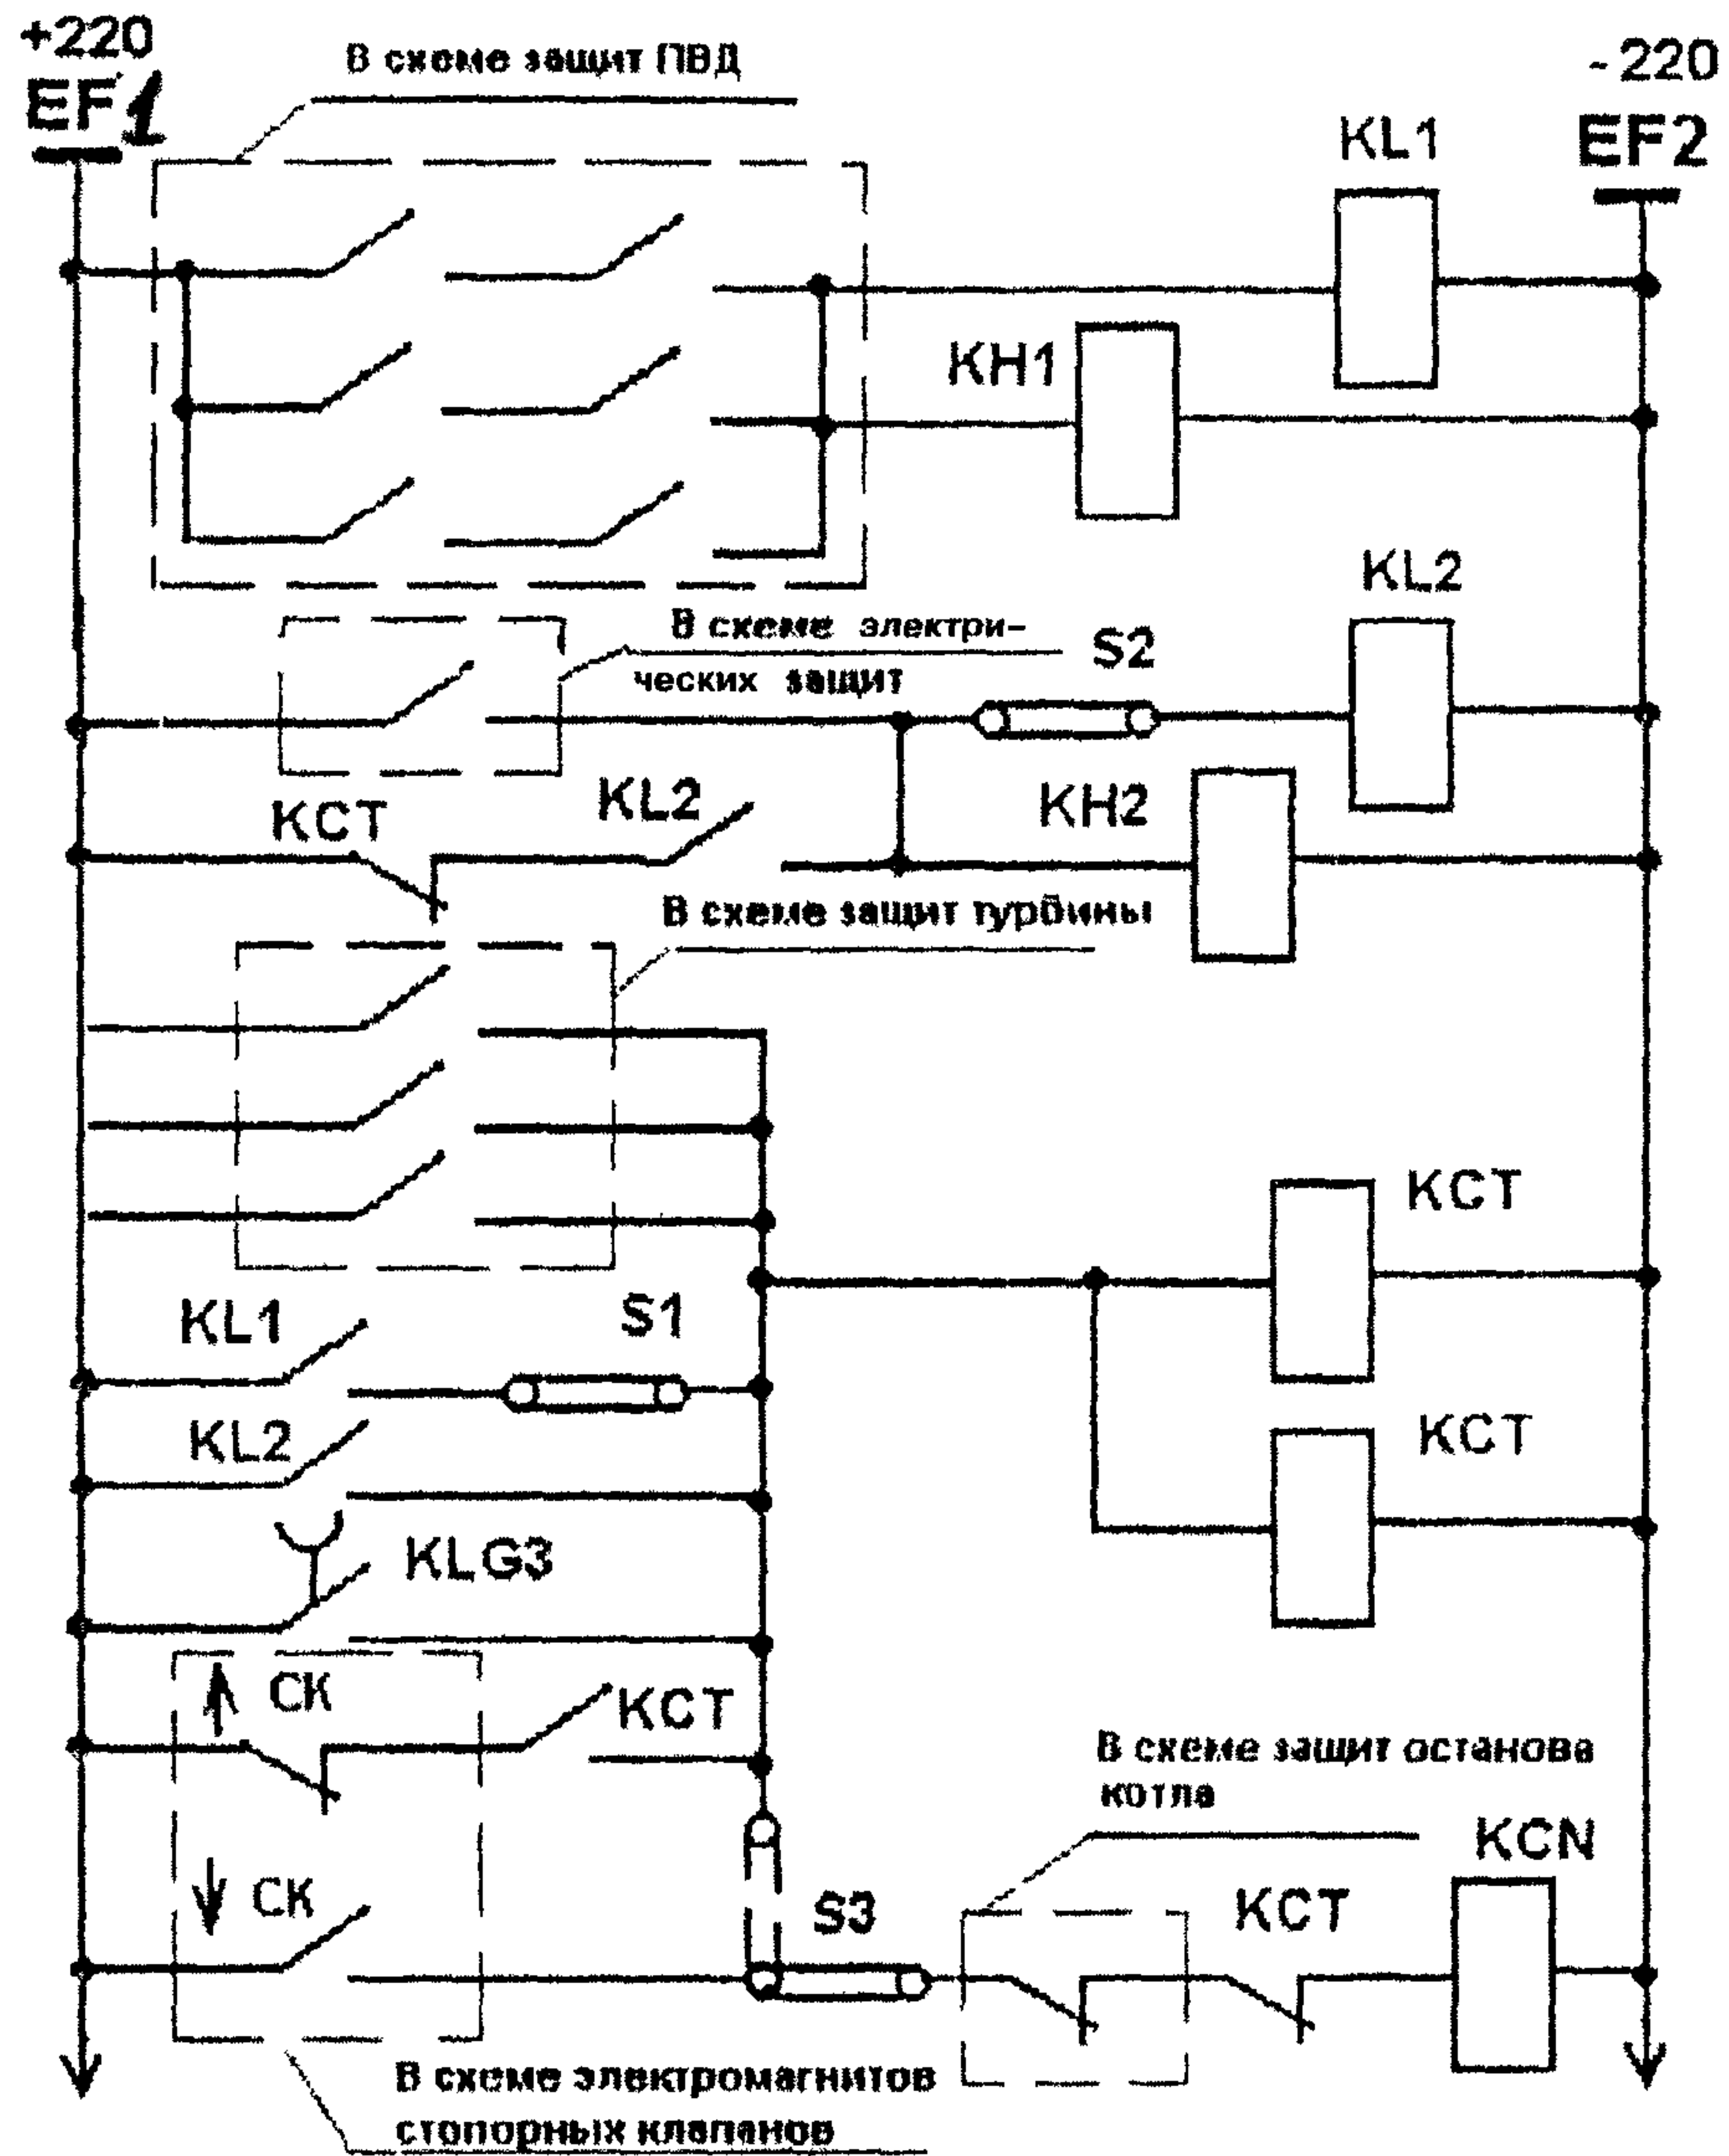 +220
EF1
В схеме защит ПВД
-220
EF2
KL1
KH1
KL2
В схеме электри-
ческих защит
S2
KCT
KL2
KH2
В схеме защит турбины
KCT
KL1
S1
KL2
KCT
KLG3
СК
KCT
В схеме защит останова
котла
KCN
СК
S3
KCT
В схеме электромагнитов
стопорных клапанов